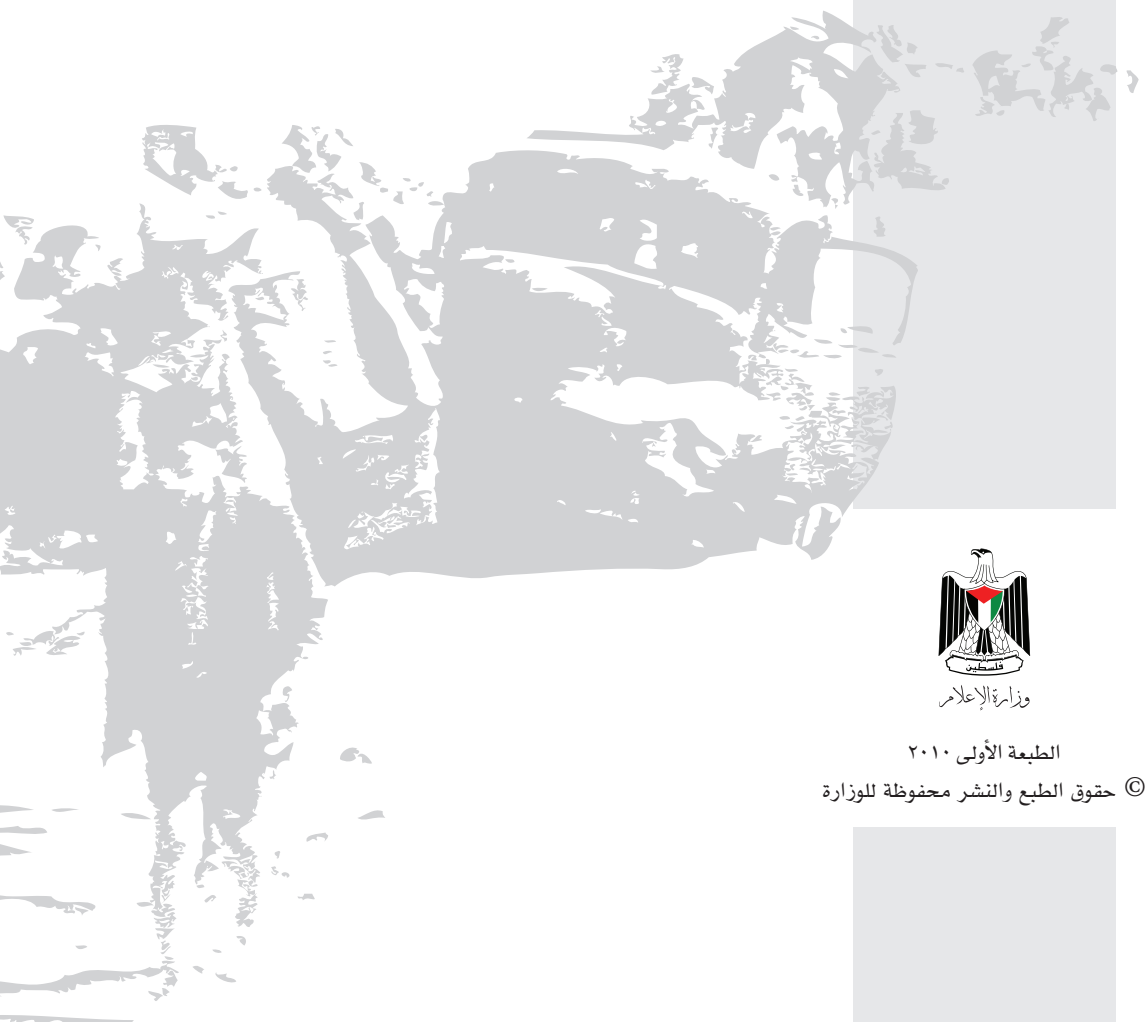 فلسطين
وزارة الإعلام
الطبعة الأولى ٢٠١٠
© حقوق الطبع والنشر محفوظة للوزارة